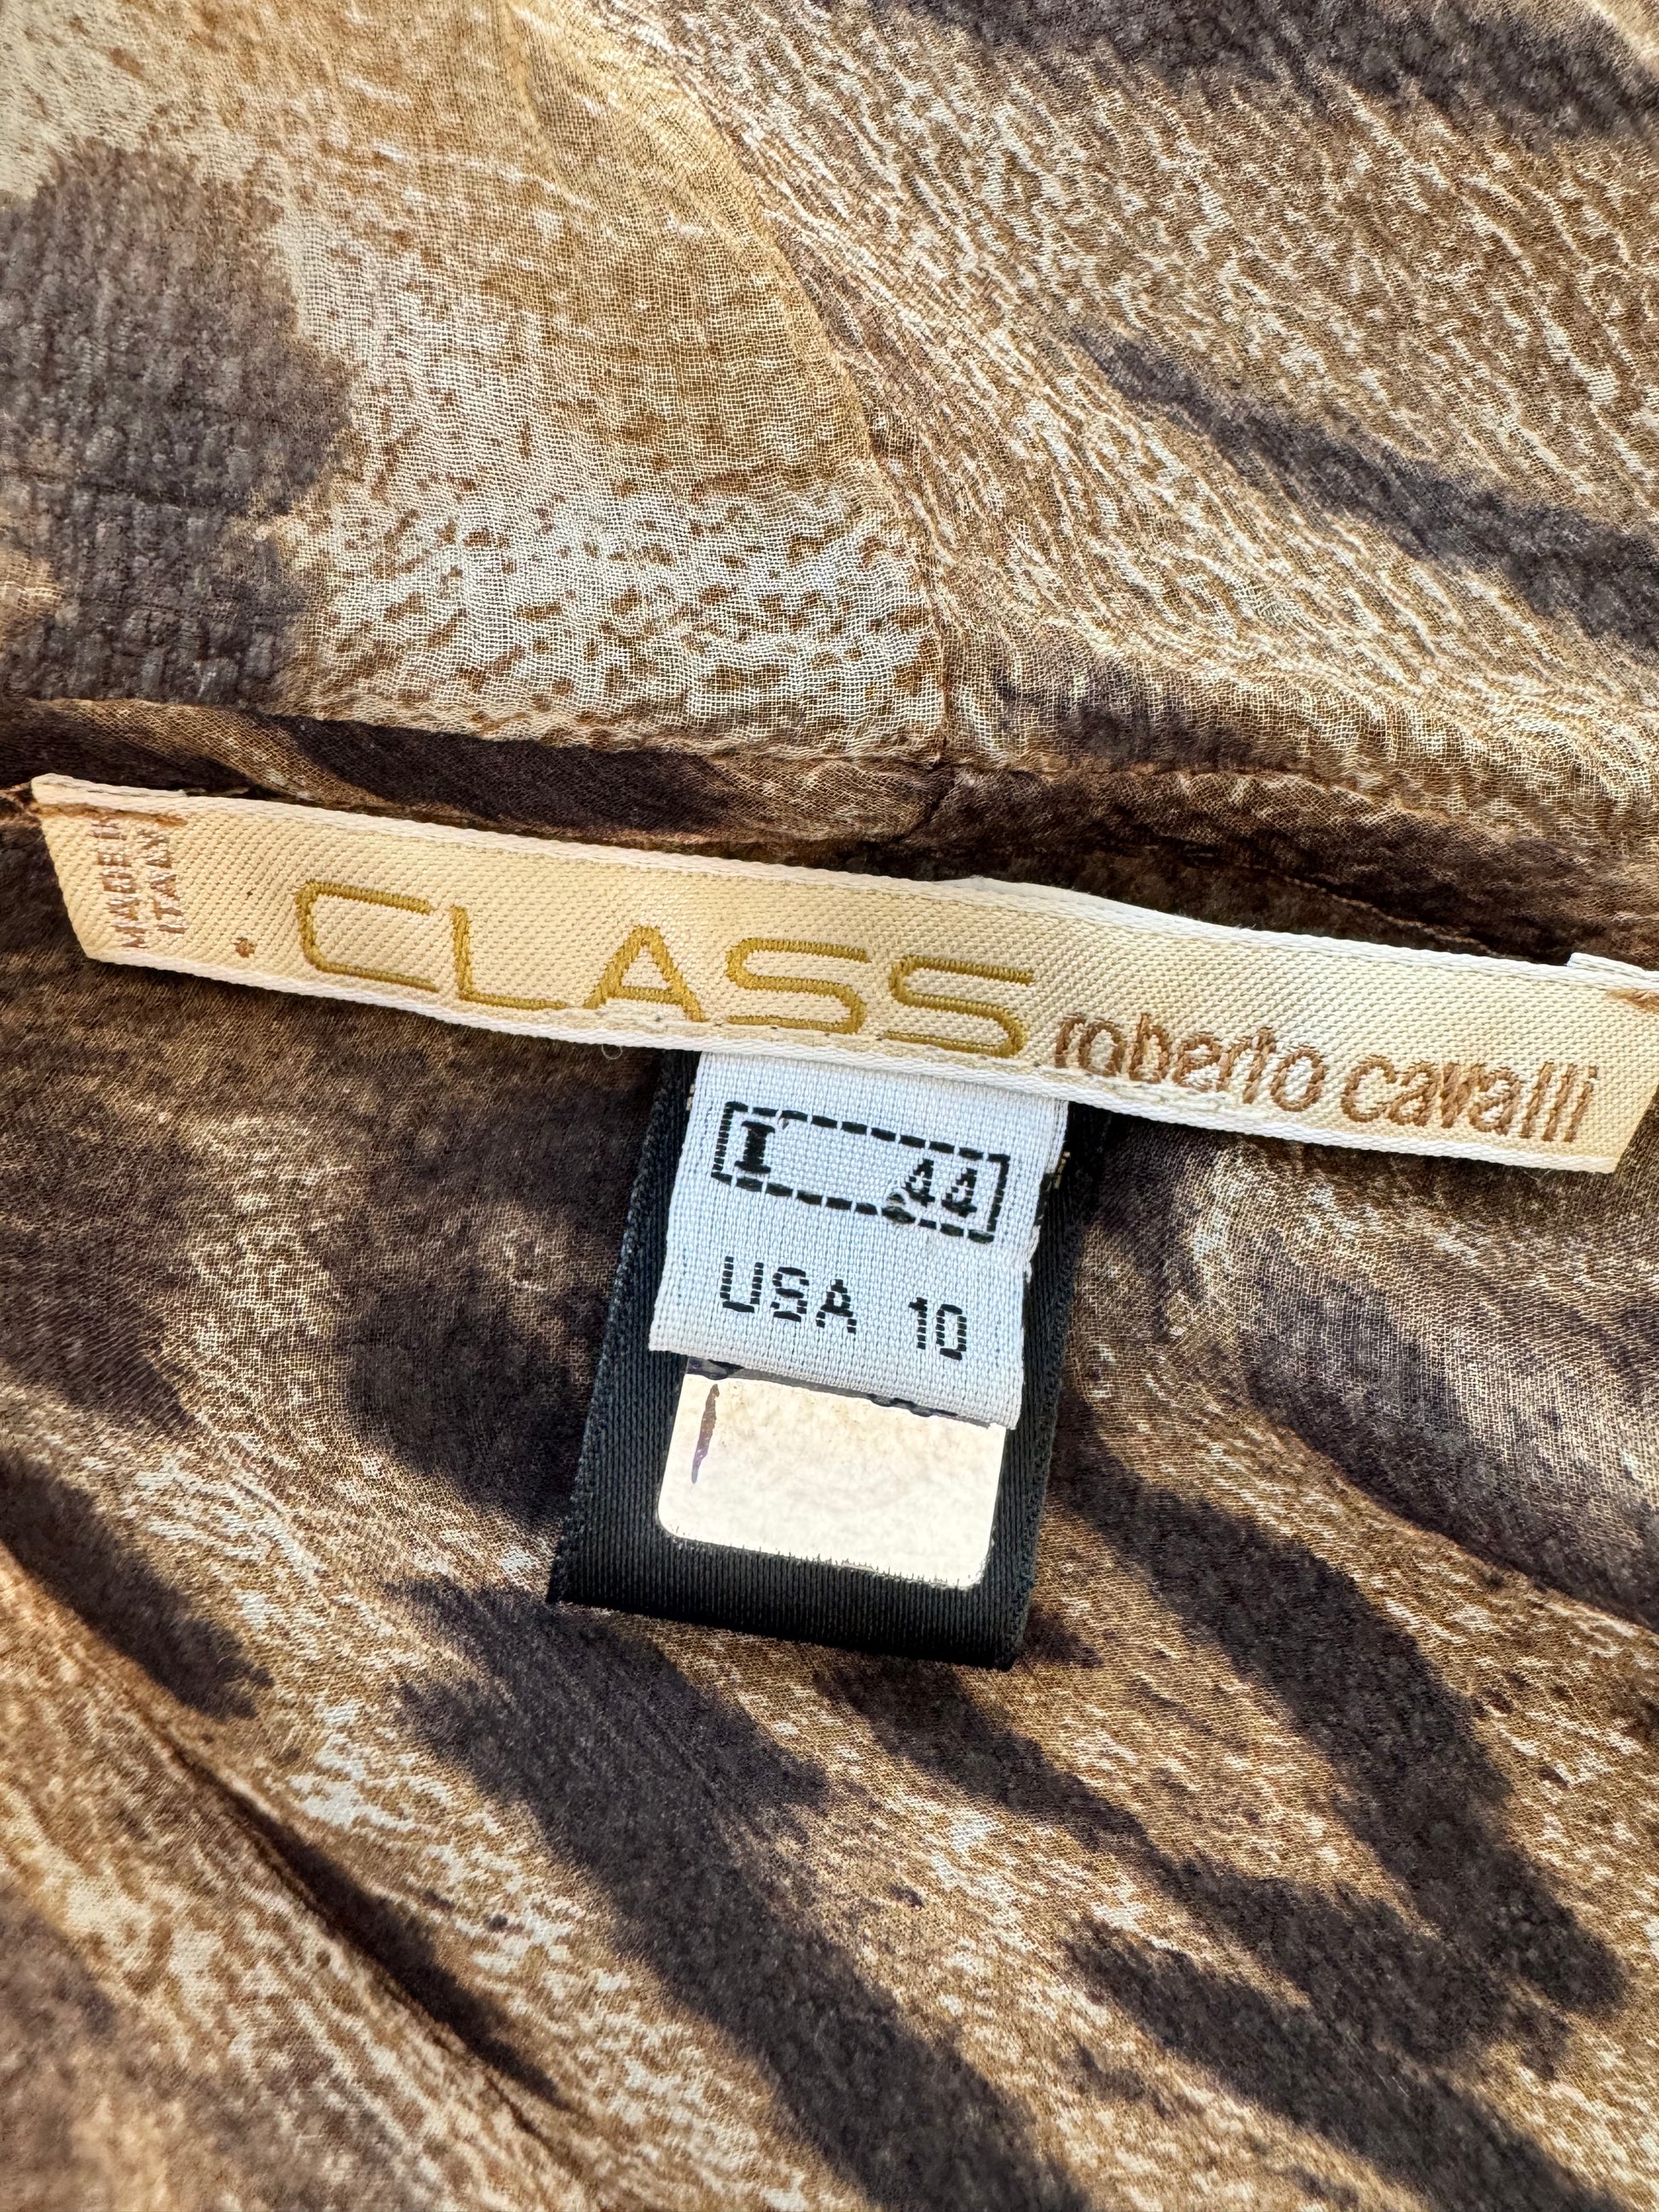 MADE IN
ITALY
CLASS roberto cavalli
I 44
USA 10